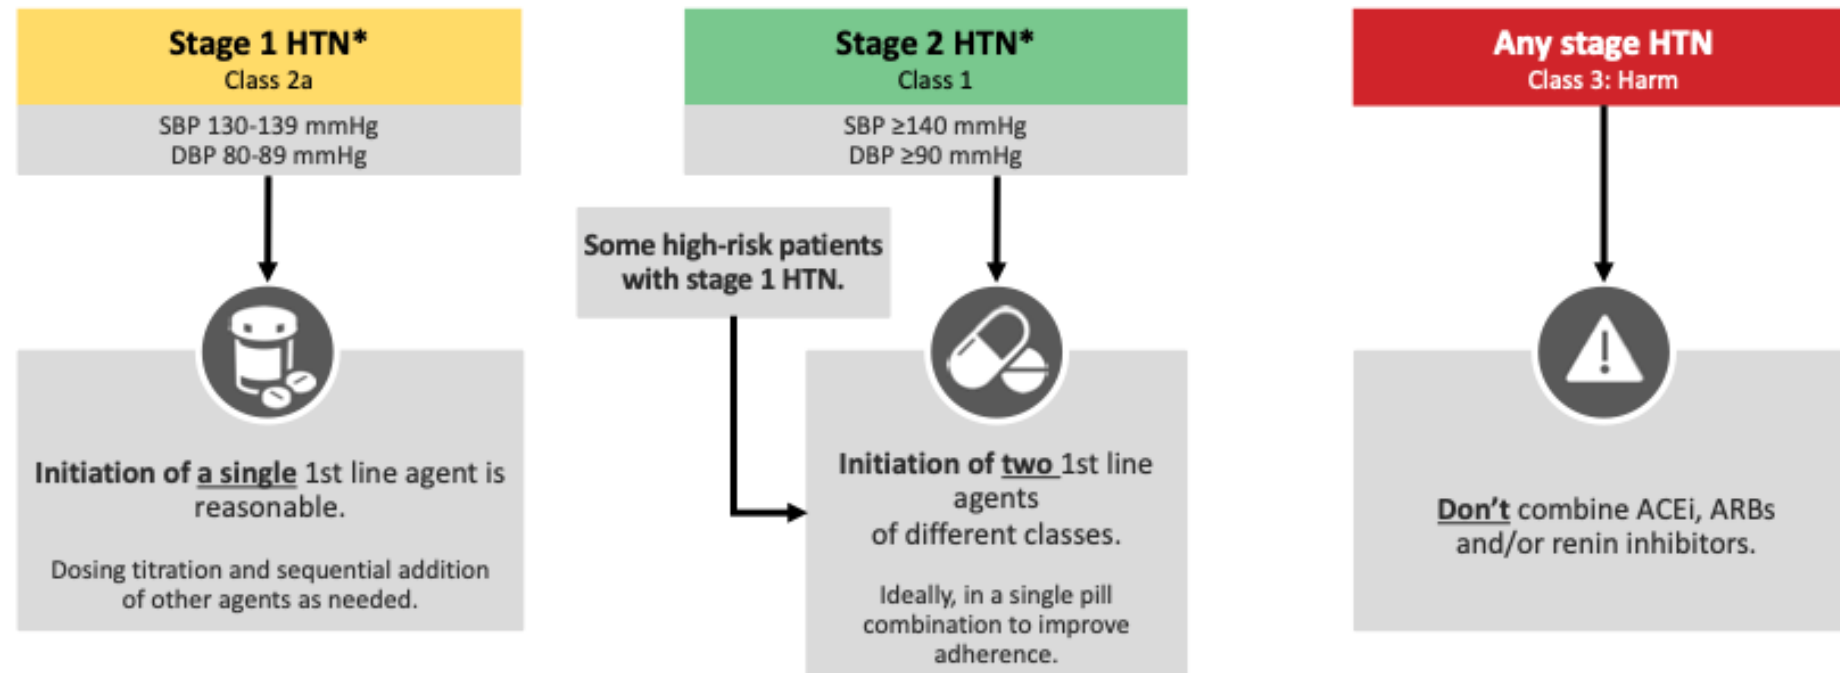 Stage 1 HTN*
Class 2a
SBP 130-139 mmHg
DBP 80-89 mmHg
Initiation of a single 1st line agent is
reasonable.
Dosing titration and sequential addition
of other agents as needed.
Stage 2 HTN*
Class 1
SBP ≥140 mmHg
DBP ≥90 mmHg
Some high-risk patients
with stage 1 HTN.
Initiation of two 1st line
agents
of different classes.
Ideally, in a single pill
combination to improve
adherence.
Any stage HTN
Class 3: Harm
Don’t combine ACEi, ARBs
and/or renin inhibitors.